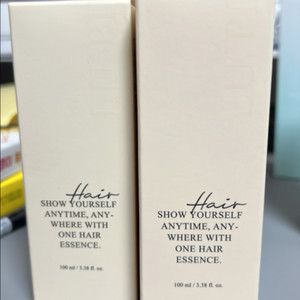 Hair
SHOW YOURSELF
ANYTIME, ANY-
WHERE WITH
ONE HAIR
ESSENCE.
100 ml / 3.38 fl. oz.
Hair
SHOW YOURSELF
ANYTIME, ANY-
WHERE WITH
ONE HAIR
ESSENCE.
100 ml / 3.38 fl. oz.